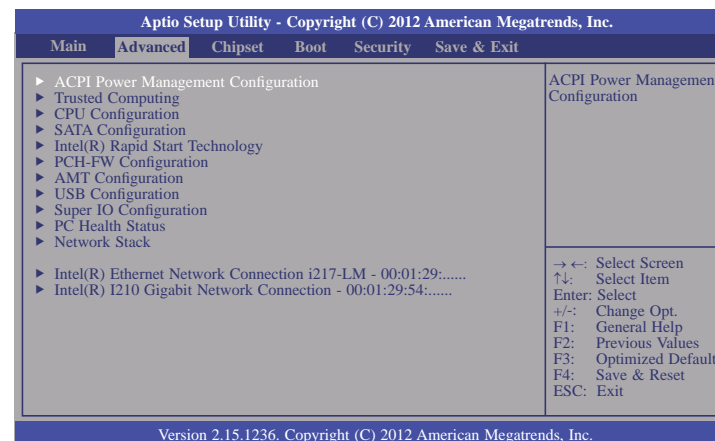 Aptio Setup Utility - Copyright (C) 2012 American Megatrends, Inc.
Main Advanced Chipset Boot Security Save & Exit
► ACPI Power Management Configuration
► Trusted Computing
► CPU Configuration
► SATA Configuration
► Intel(R) Rapid Start Technology
► PCH-FW Configuration
► AMT Configuration
► USB Configuration
► Super IO Configuration
► PC Health Status
► Network Stack
► Intel(R) Ethernet Network Connection i217-LM - 00:01:29:......
► Intel(R) I210 Gigabit Network Connection - 00:01:29:54:......
ACPI Power Managemen
Configuration
→ ←: Select Screen
↑↓: Select Item
Enter: Select
+/-: Change Opt.
F1: General Help
F2: Previous Values
F3: Optimized Default
F4: Save & Reset
ESC: Exit
Version 2.15.1236. Copyright (C) 2012 American Megatrends, Inc.